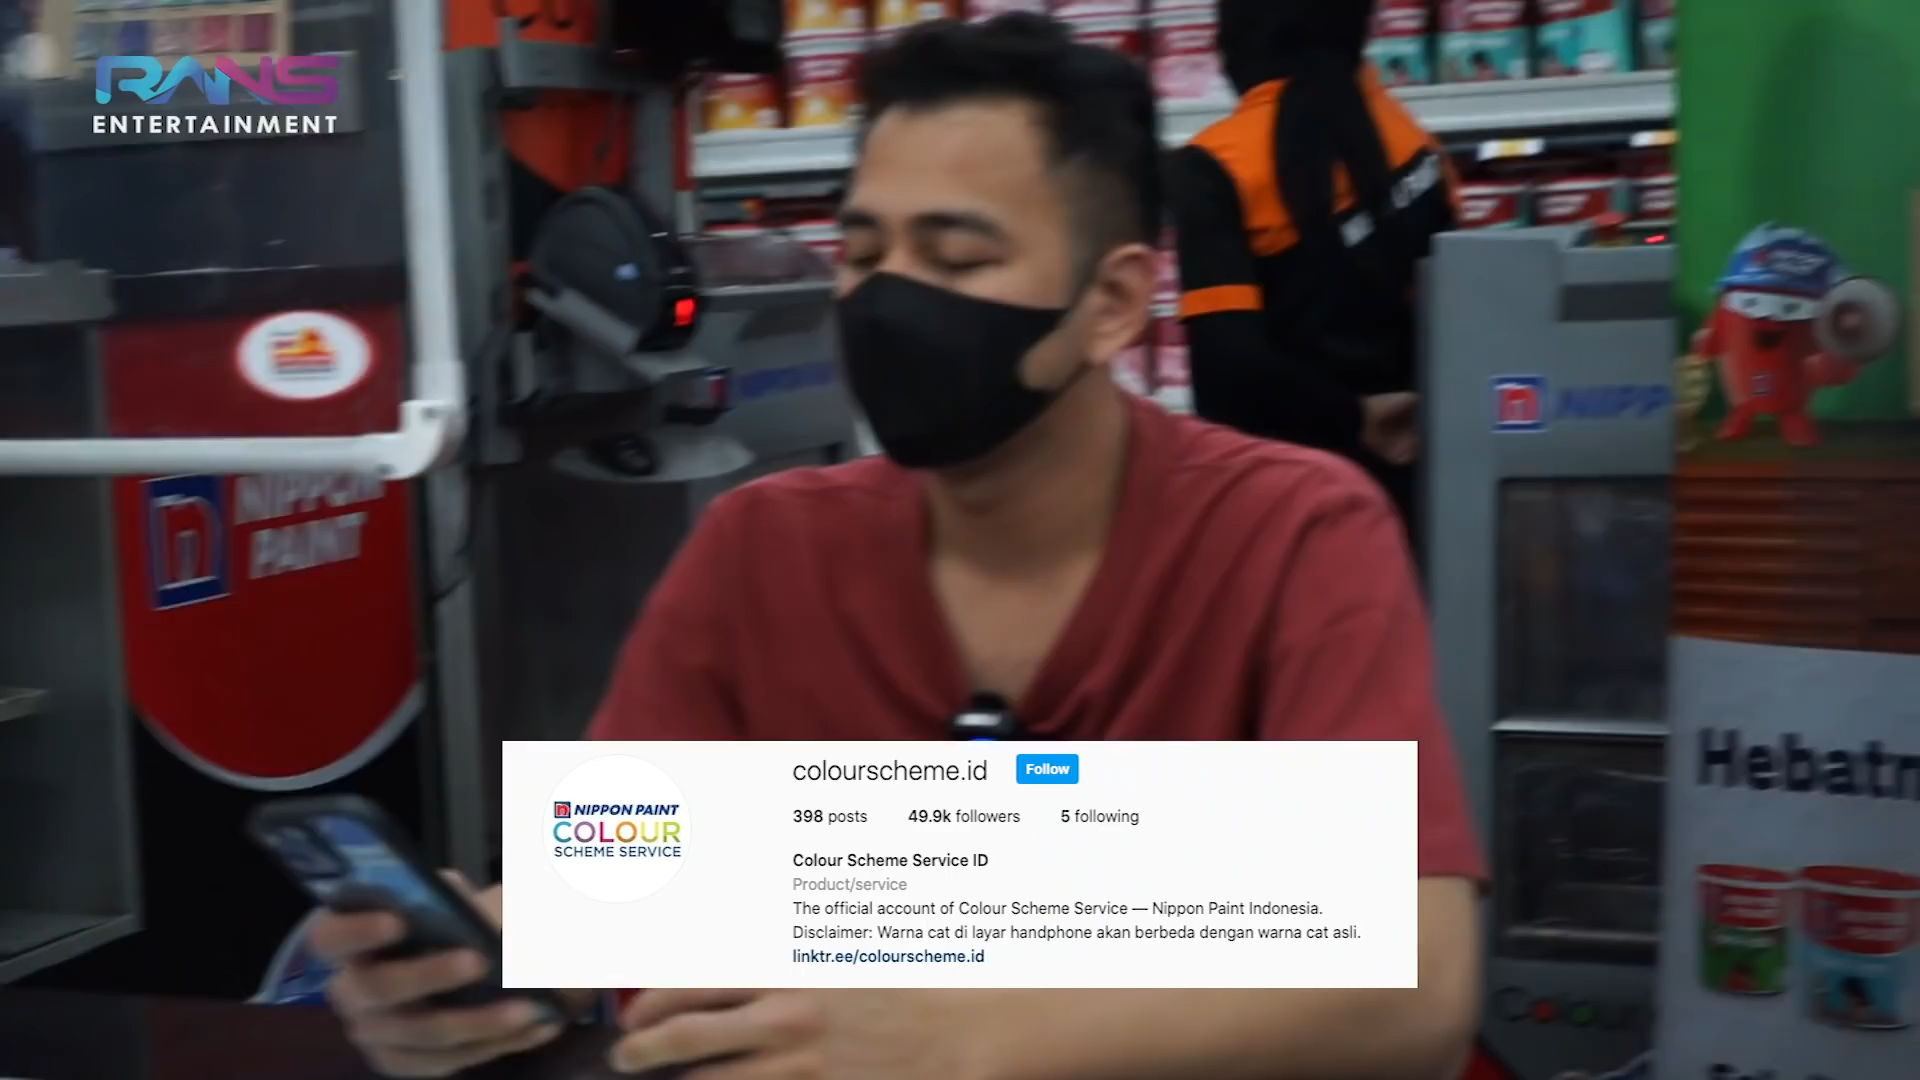 RANS
ENTERTAINMENT
NIPPON
PAINT
Hebatn
colourscheme.id
Follow
398 posts 49.9k followers 5 following
NIPPON PAINT
COLOUR
SCHEME SERVICE
Colour Scheme Service ID
Product/service
The official account of Colour Scheme Service — Nippon Paint Indonesia.
Disclaimer: Warna cat di layar handphone akan berbeda dengan warna cat asli.
linktr.ee/colourscheme.id